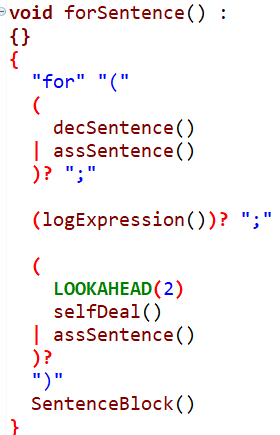 void forSentence() :
{}
{
"for" "("
(
decSentence()
| assSentence()
)? ";"
(logExpression())? ";"
(
LOOKAHEAD(2)
selfDeal()
| assSentence()
)?
")"
SentenceBlock()
}